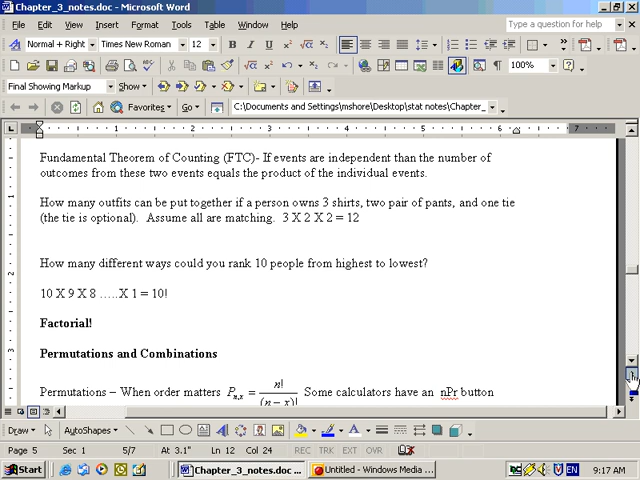 Chapter_3_notes.doc - Microsoft Word
File Edit View Insert Format Tools Table Window Help Type a question for help
Normal + Right Times New Roman 12 B I U
100%
Final Showing Markup Show
Favorites Go C:\Documents and Settings\mshore\Desktop\stat notes\Chapter_
1 2 3 4 5 6 7
Fundamental Theorem of Counting (FTC)- If events are independent than the number of
outcomes from these two events equals the product of the individual events.
How many outfits can be put together if a person owns 3 shirts, two pair of pants, and one tie
(the tie is optional). Assume all are matching. 3 X 2 X 2 = 12
How many different ways could you rank 10 people from highest to lowest?
10 X 9 X 8 …..X 1 = 10!
Factorial!
Permutations and Combinations
Permutations – When order matters P n,x = n! / (n − x)! Some calculators have an nPr button
Draw AutoShapes
Page 5 Sec 1 5/7 At 3.1" Ln 12 Col 24 REC TRK EXT OVR
Start Chapter_3_notes.doc ... Untitled - Windows Media ... EN 9:17 AM